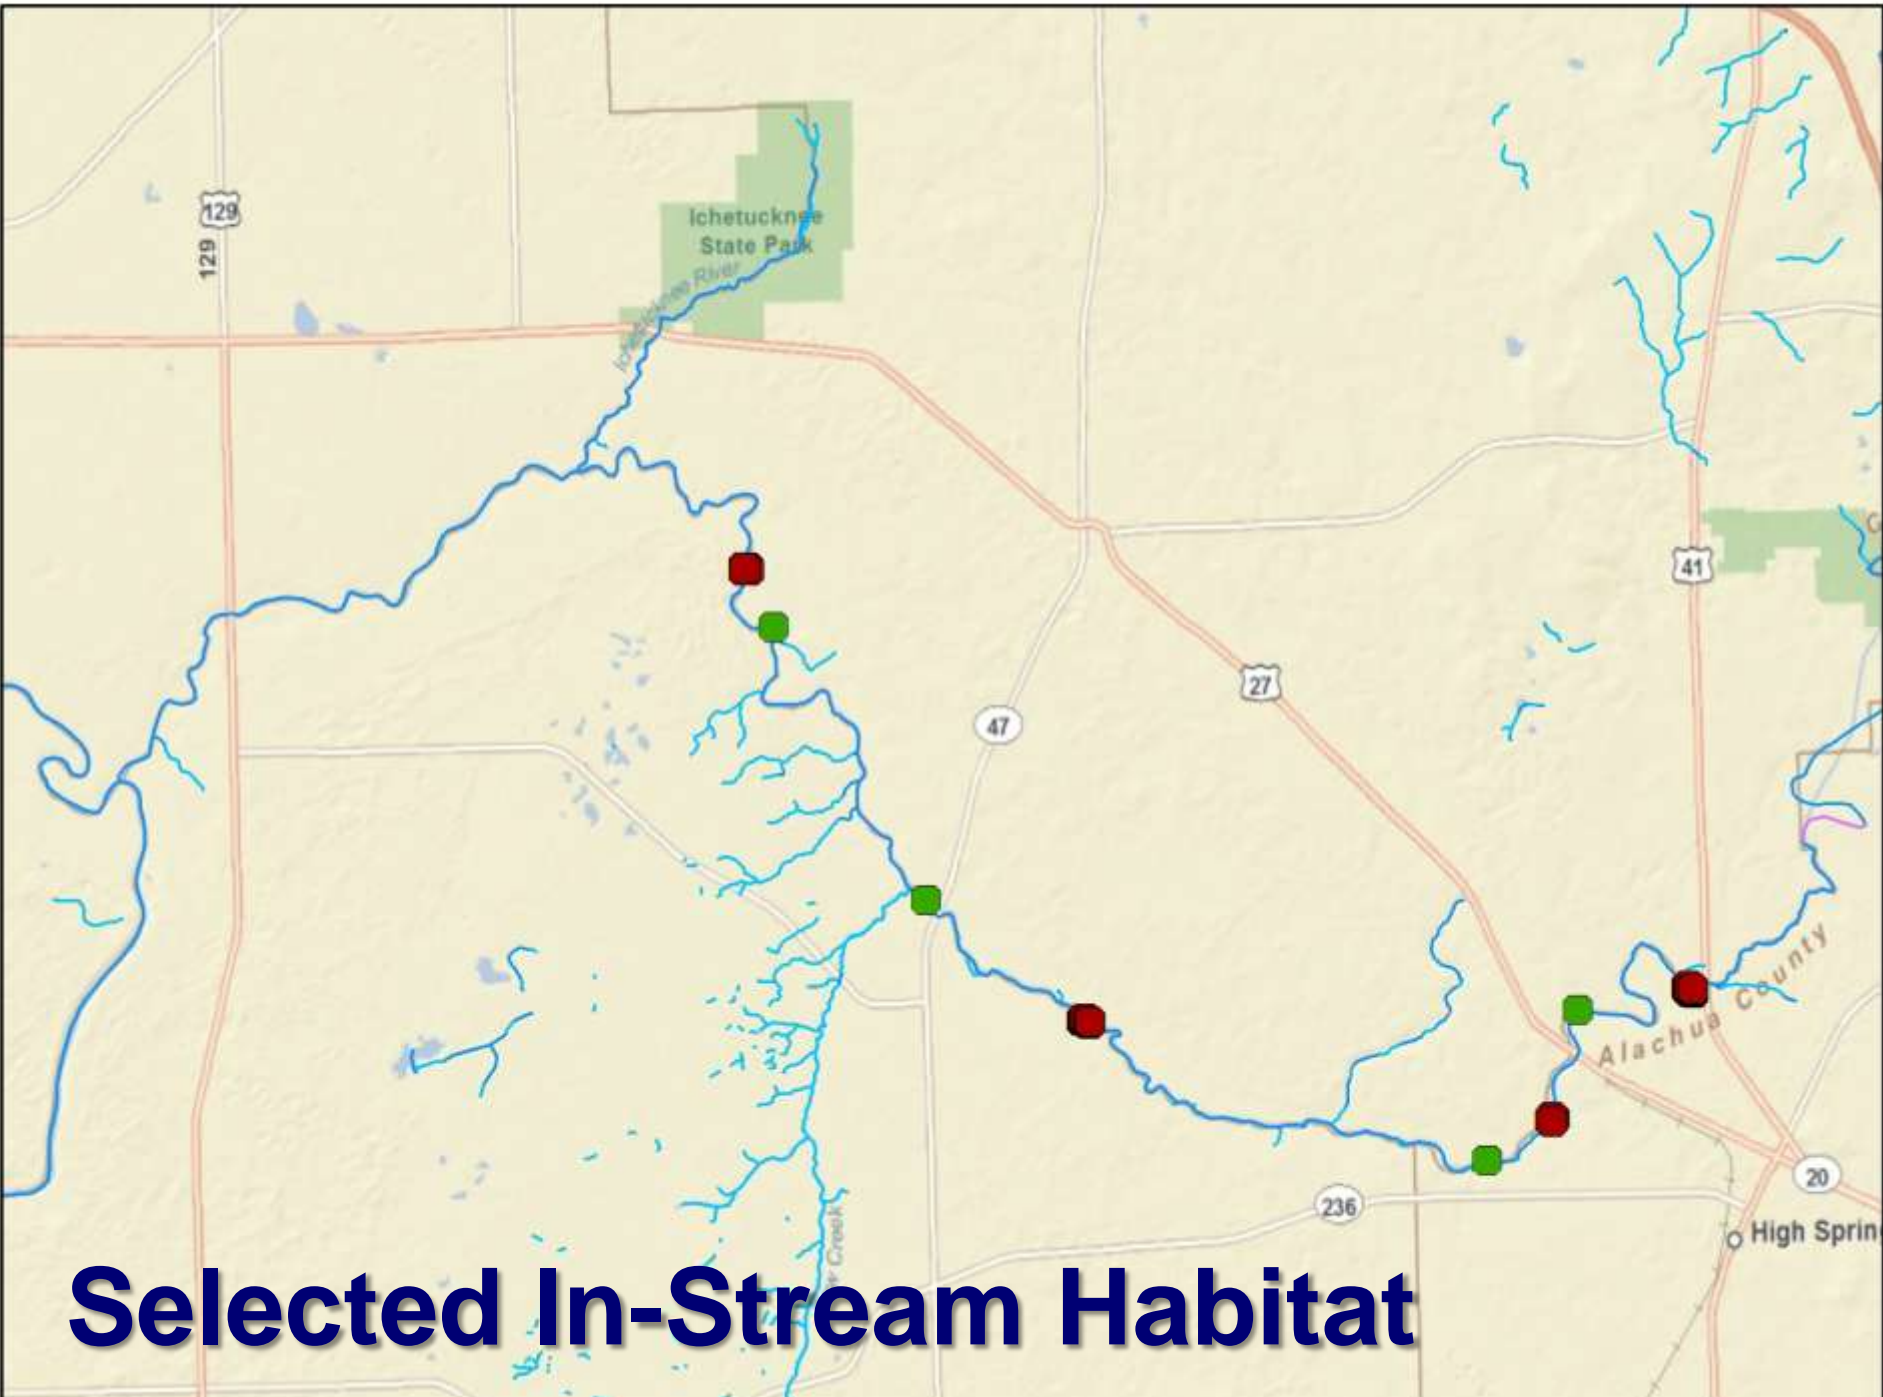 129
129
Ichetucknee
State Park
Ichetucknee River
41
27
47
Alachua County
20
236
High Sprin
Creek
Selected In-Stream Habitat